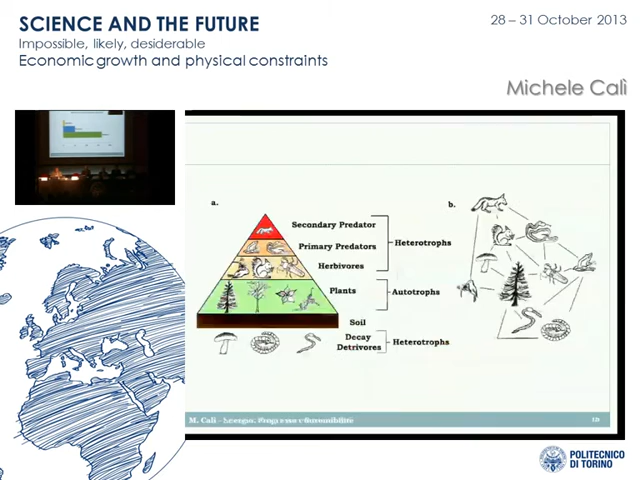 SCIENCE AND THE FUTURE
Impossible, likely, desiderable
Economic growth and physical constraints
28 – 31 October 2013
Michele Calì
a.
b.
Secondary Predator
Primary Predators
Heterotrophs
Herbivores
Plants
Autotrophs
Soil
Decay
Detrivores
Heterotrophs
M. Calì -
POLITECNICO
DI TORINO